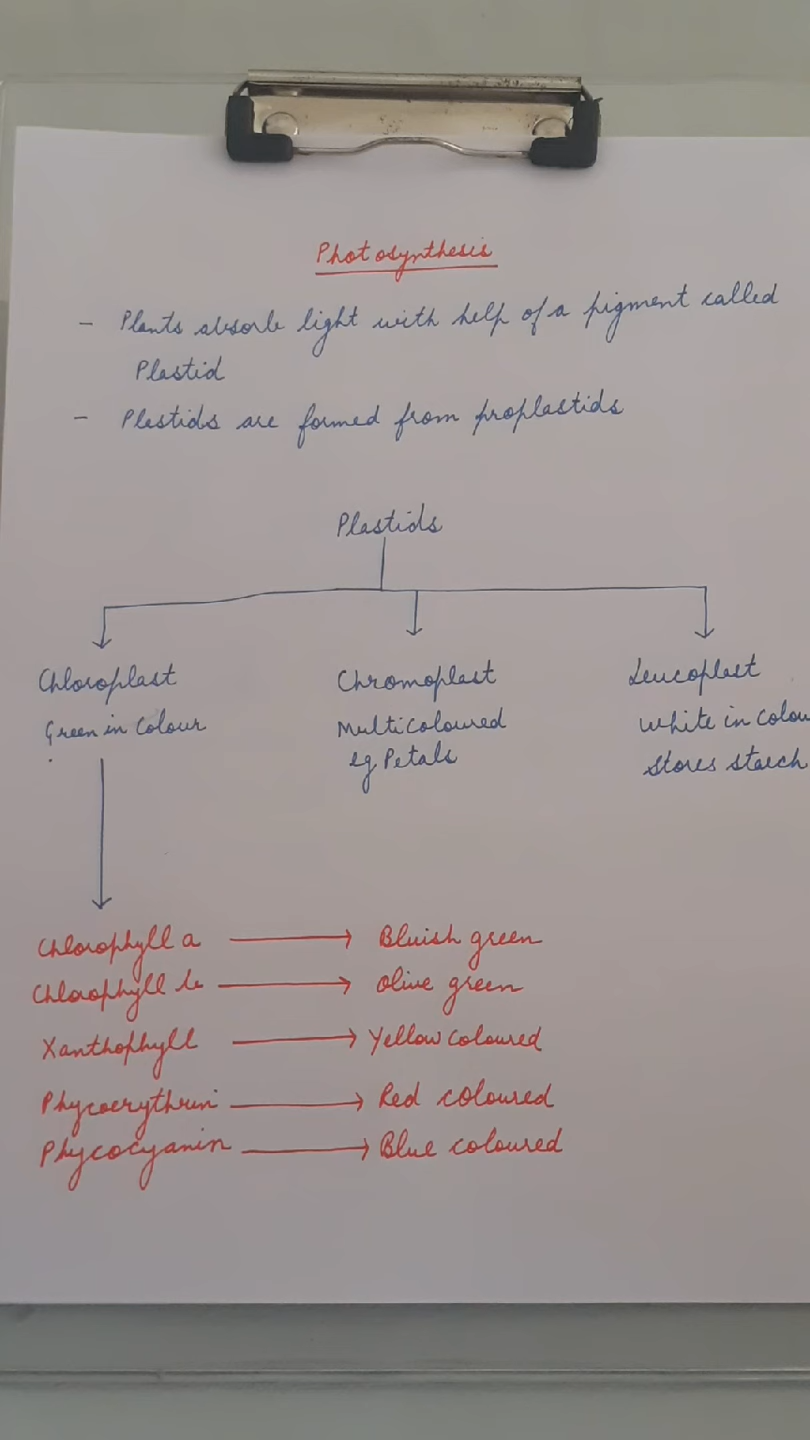 Photosynthesis
- Plants absorb light with help of a pigment called
Plastid
- Plastids are formed from proplastids
Plastids
Chloroplast
Green in colour
Chromoplast
Multicoloured
eg Petals
Leucoplast
White in colou
Stores starch
Chlorophyll a → Bluish green
Chlorophyll b → Olive green
Xanthophyll → Yellow coloured
Phycoerythrin → Red coloured
Phycocyanin → Blue coloured